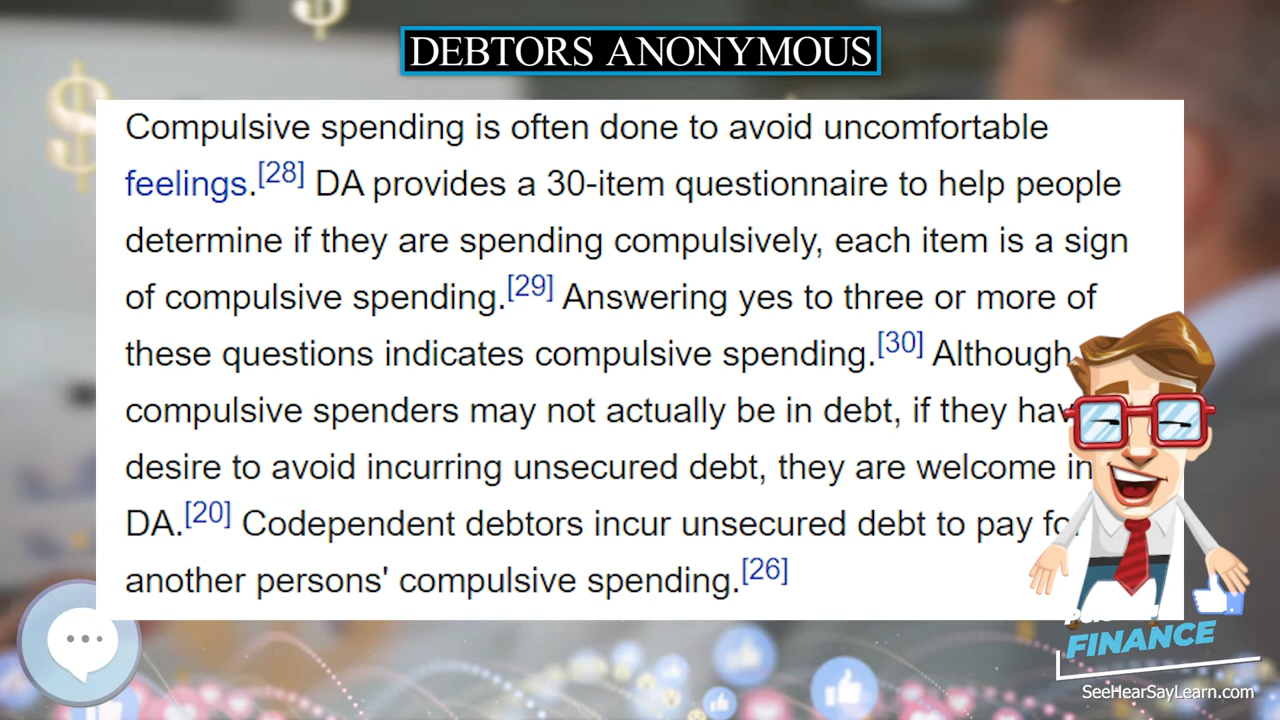 DEBTORS ANONYMOUS
Compulsive spending is often done to avoid uncomfortable
feelings.[28] DA provides a 30-item questionnaire to help people
determine if they are spending compulsively, each item is a sign
of compulsive spending.[29] Answering yes to three or more of
these questions indicates compulsive spending.[30] Although
compulsive spenders may not actually be in debt, if they
desire to avoid incurring unsecured debt, they are welcome in
DA.[20] Codependent debtors incur unsecured debt to pay
another persons' compulsive spending.[26]
FINANCE
SeeHearSayLearn.com